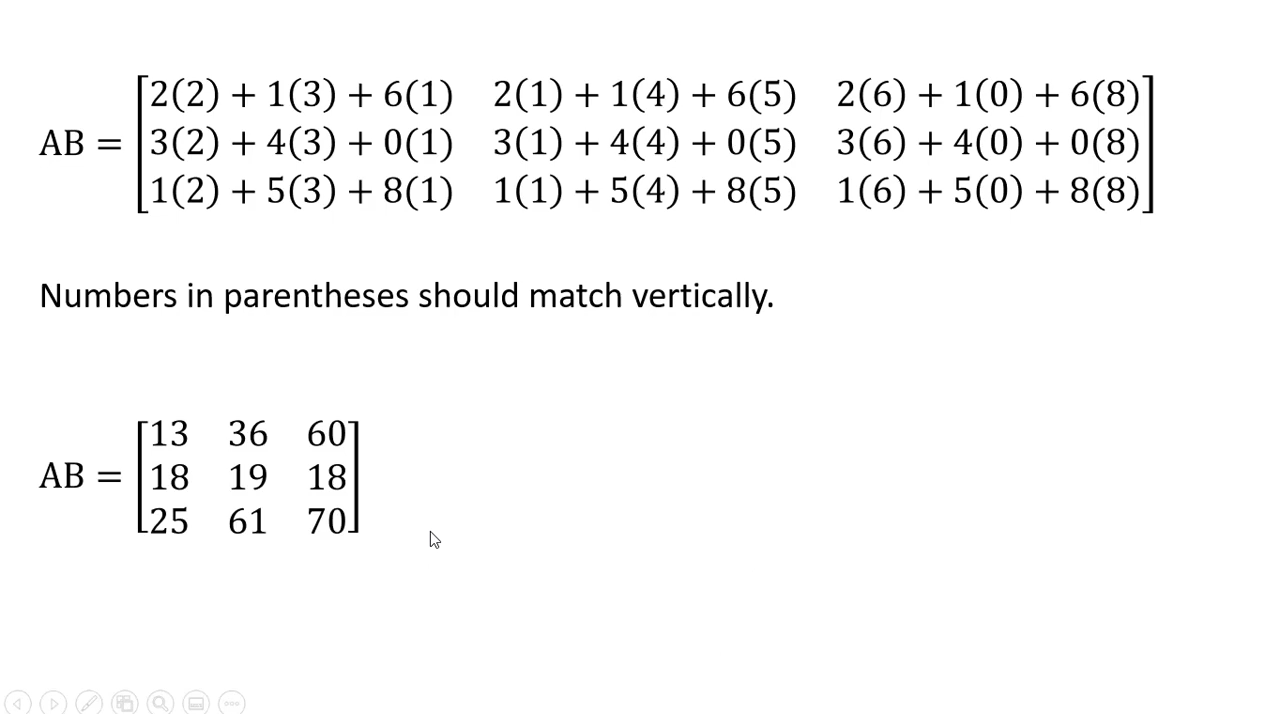 AB = [2(2) + 1(3) + 6(1) 2(1) + 1(4) + 6(5) 2(6) + 1(0) + 6(8)
3(2) + 4(3) + 0(1) 3(1) + 4(4) + 0(5) 3(6) + 4(0) + 0(8)
1(2) + 5(3) + 8(1) 1(1) + 5(4) + 8(5) 1(6) + 5(0) + 8(8)]
Numbers in parentheses should match vertically.
AB = [13 36 60
18 19 18
25 61 70]